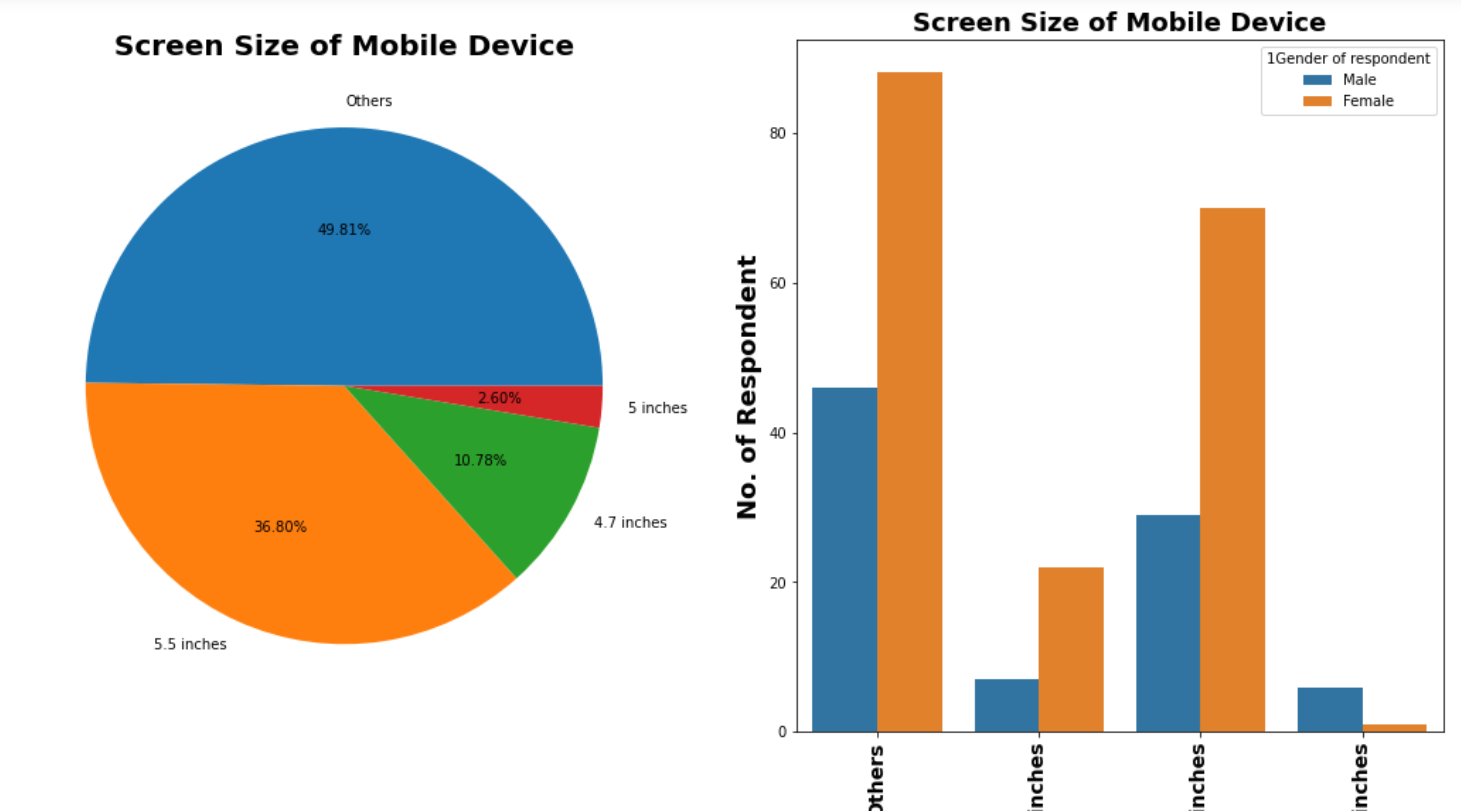 Screen Size of Mobile Device
Others
49.81%
2.60%
5 inches
10.78%
4.7 inches
36.80%
5.5 inches
Screen Size of Mobile Device
1Gender of respondent
Male
Female
No. of Respondent
80
60
40
20
0
Others
inches
inches
inches